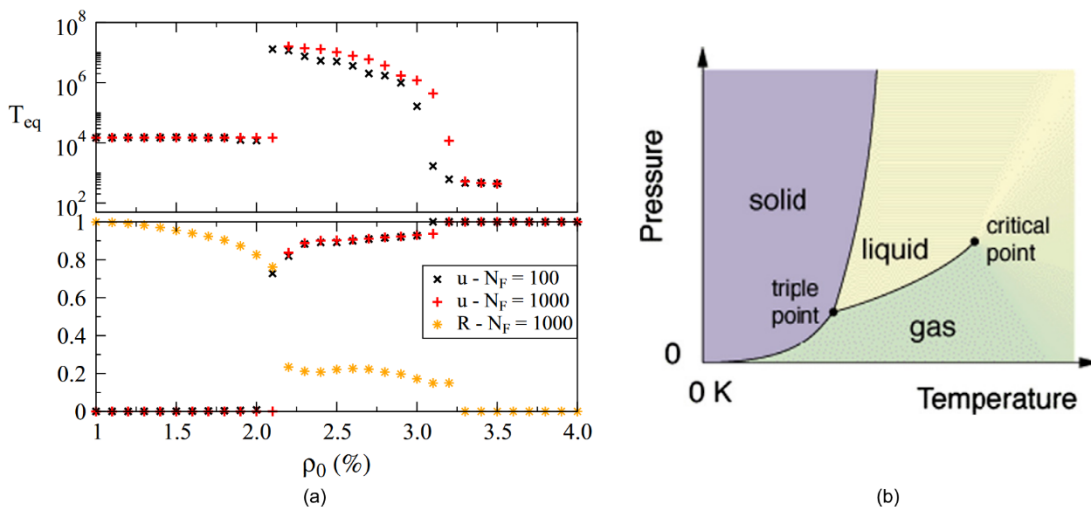 10^8
10^6
T_eq
10^4
10^2
1
0.8
0.6
0.4
0.2
0
u - N_F = 100
u - N_F = 1000
R - N_F = 1000
1 1.5 2.0 2.5 3.0 3.5 4.0
ρ_0 (%)
(a)
Pressure
solid
liquid
critical
point
triple
point
gas
0
0 K
Temperature
(b)